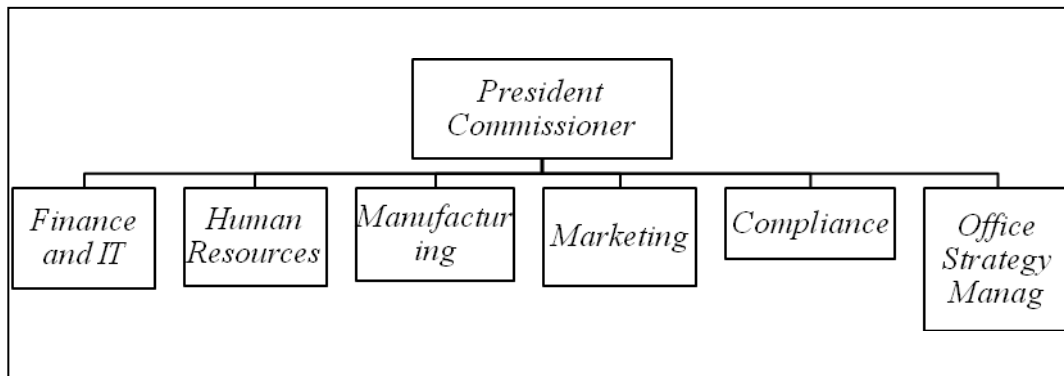 President
Commissioner
Finance
and IT
Human
Resources
Manufactur
ing
Marketing
Compliance
Office
Strategy
Manag